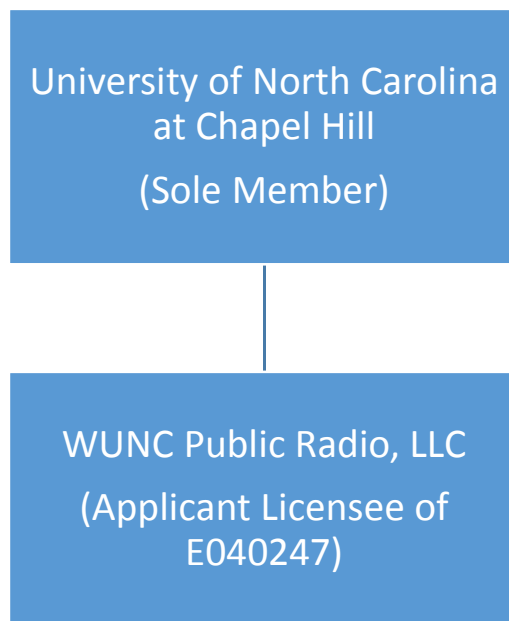 University of North Carolina
at Chapel Hill
(Sole Member)
WUNC Public Radio, LLC
(Applicant Licensee of
E040247)